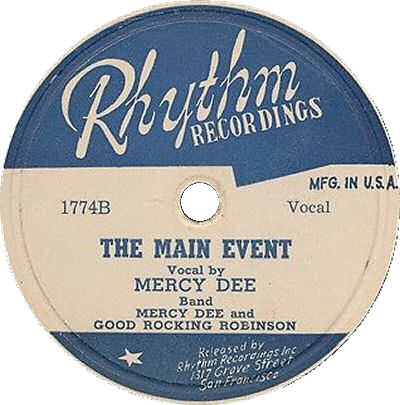 Rhythm
RECORDINGS
MFG. IN U.S.A.
1774B Vocal
THE MAIN EVENT
Vocal by
MERCY DEE
Band
MERCY DEE and
GOOD ROCKING ROBINSON
Released by
Rhythm Recordings Inc.
1317 Grove Street
San Francisco